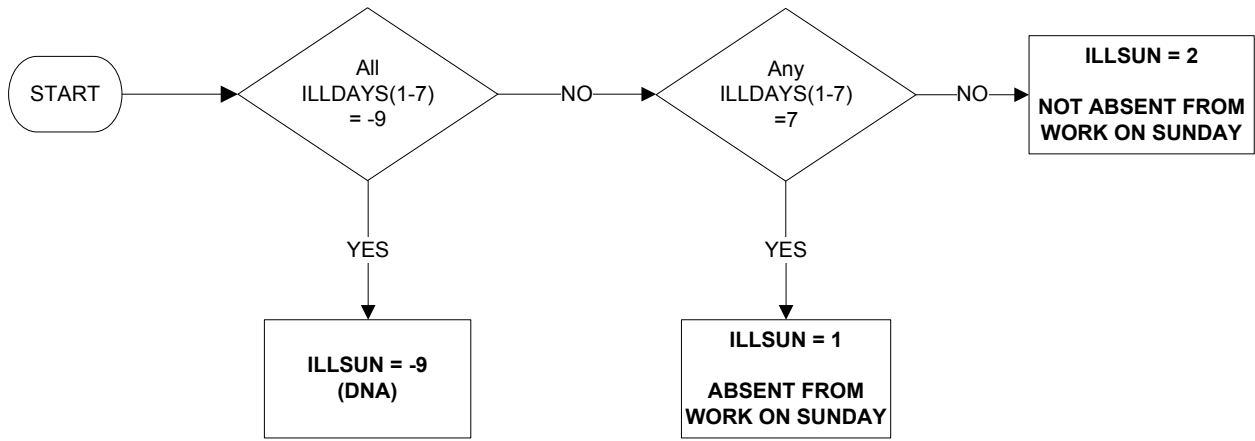 START
All
ILLDAYS(1-7)
= -9
NO
Any
ILLDAYS(1-7)
=7
NO
ILLSUN = 2
NOT ABSENT FROM
WORK ON SUNDAY
YES
YES
ILLSUN = -9
(DNA)
ILLSUN = 1
ABSENT FROM
WORK ON SUNDAY